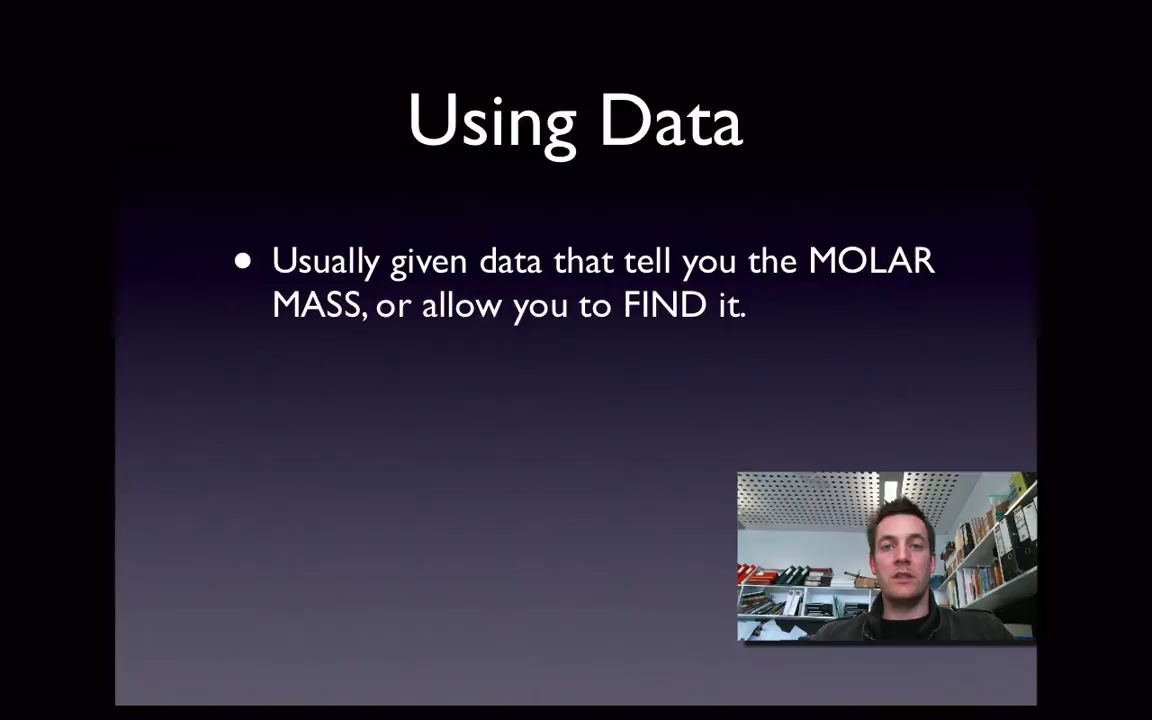 Using Data
• Usually given data that tell you the MOLAR
MASS, or allow you to FIND it.